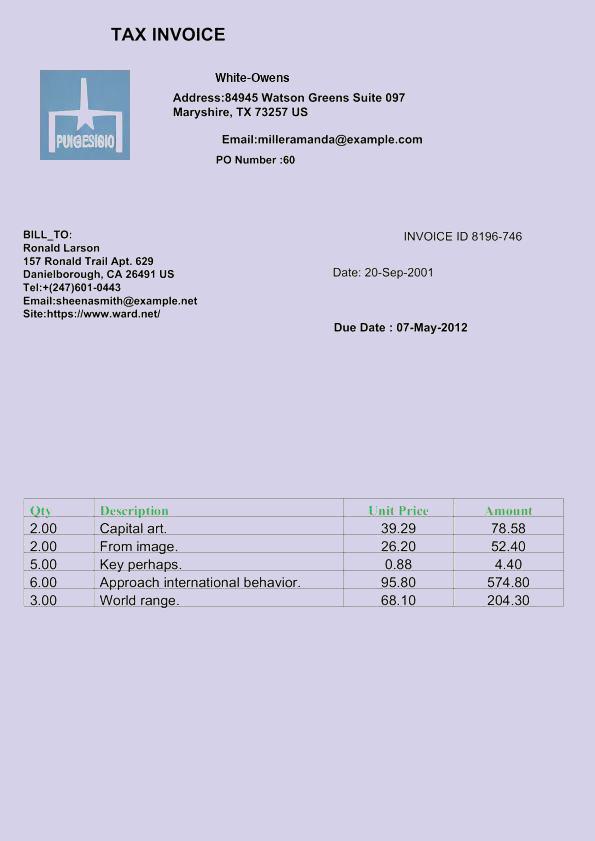 TAX INVOICE
White-Owens
Address:84945 Watson Greens Suite 097
Maryshire, TX 73257 US
Email:milleramanda@example.com
PO Number :60
PUIGESIGIO
BILL_TO:
Ronald Larson
157 Ronald Trail Apt. 629
Danielborough, CA 26491 US
Tel:+(247)601-0443
Email:sheenasmith@example.net
Site:https://www.ward.net/
INVOICE ID 8196-746
Date: 20-Sep-2001
Due Date : 07-May-2012
Qty Description Unit Price Amount
2.00 Capital art. 39.29 78.58
2.00 From image. 26.20 52.40
5.00 Key perhaps. 0.88 4.40
6.00 Approach international behavior. 95.80 574.80
3.00 World range. 68.10 204.30